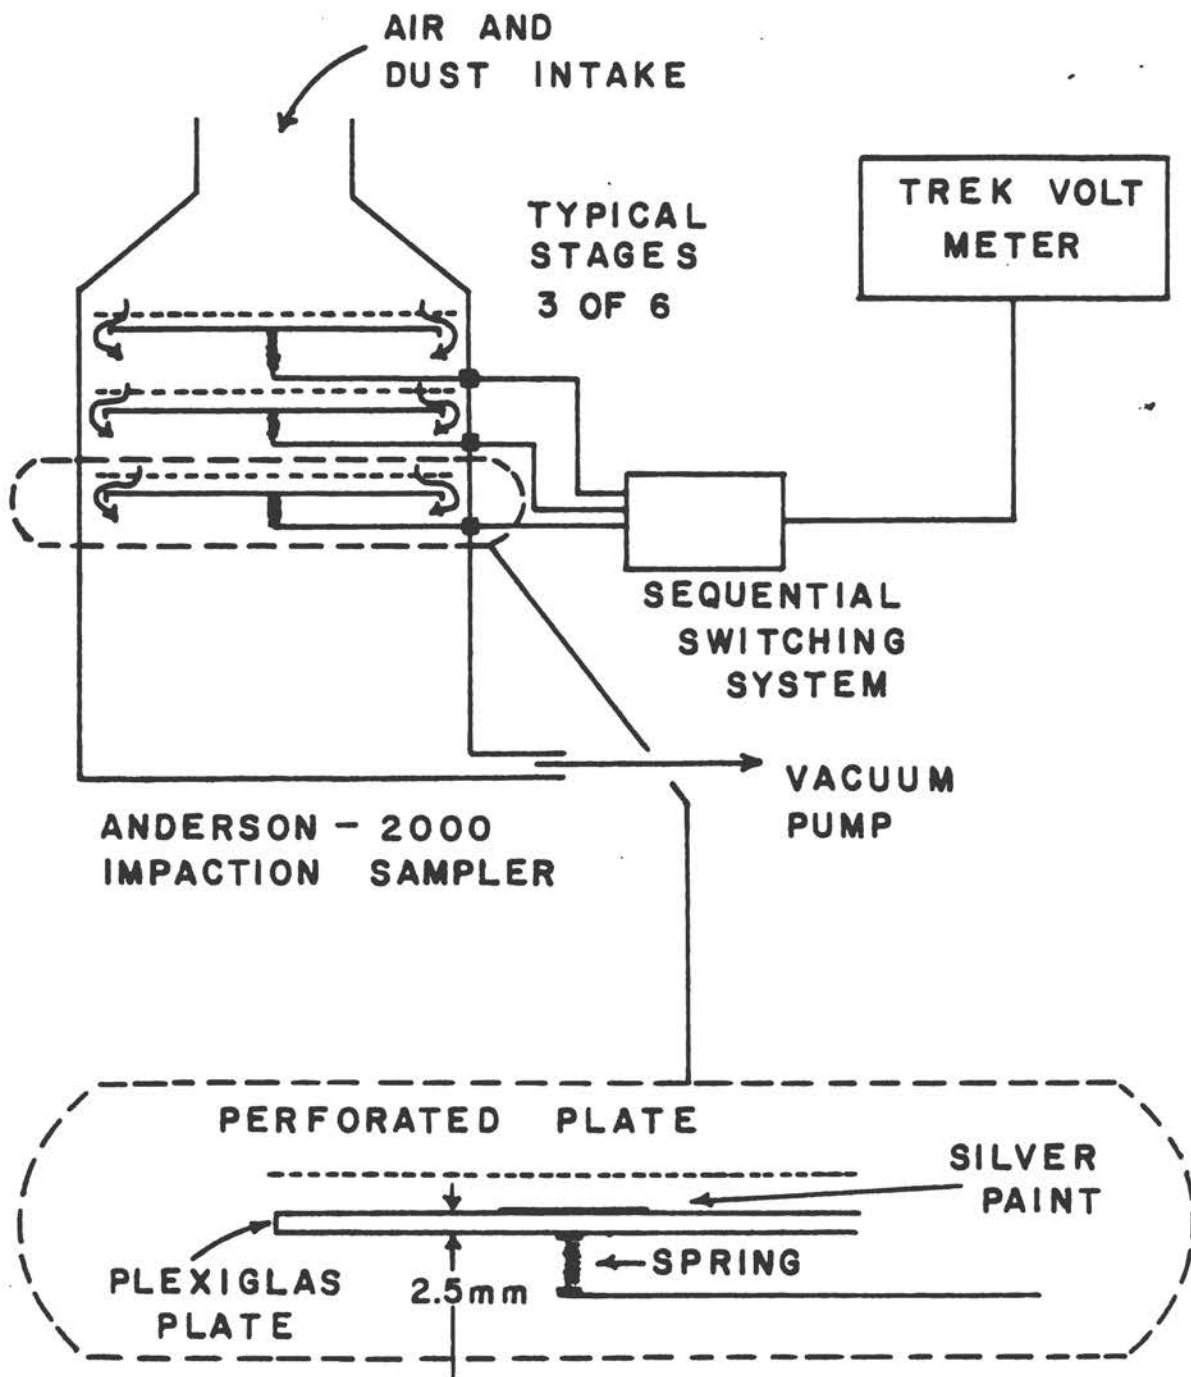 AIR AND
DUST INTAKE
TYPICAL
STAGES
3 OF 6
TREK VOLT
METER
SEQUENTIAL
SWITCHING
SYSTEM
VACUUM
PUMP
ANDERSON - 2000
IMPACTION SAMPLER
PERFORATED PLATE
SILVER
PAINT
SPRING
2.5mm
PLEXIGLAS
PLATE